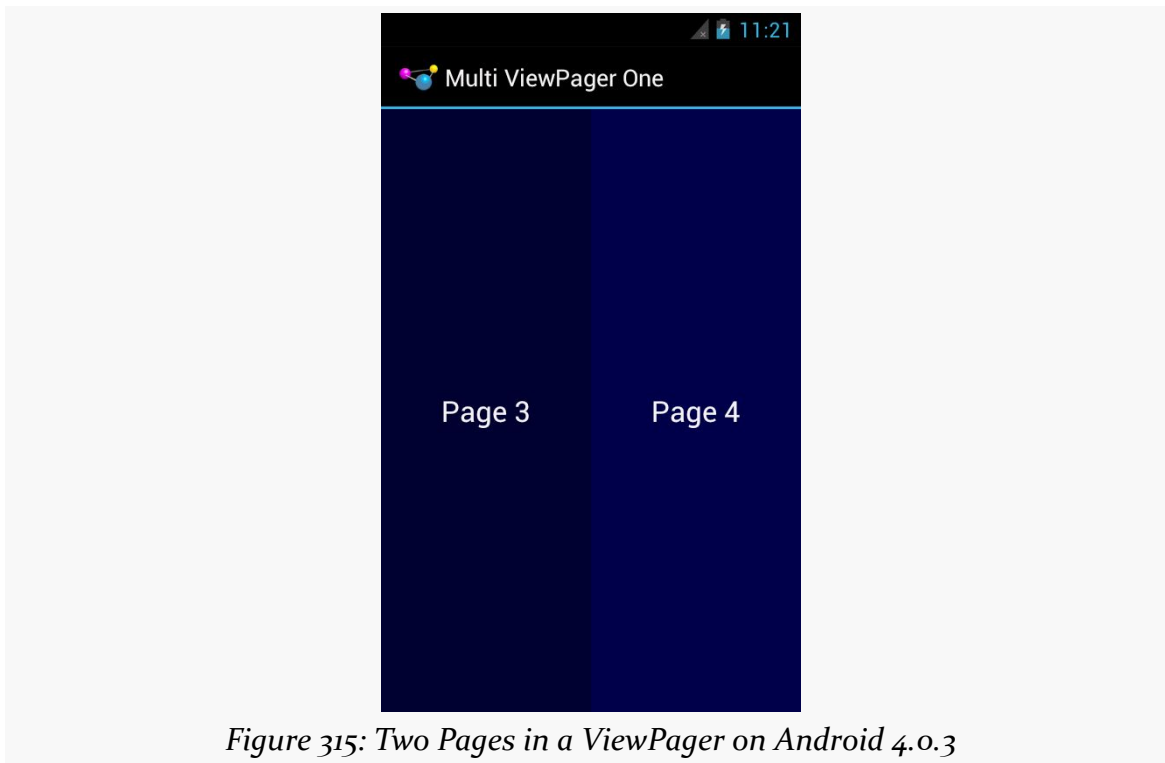 11:21
Multi ViewPager One
Page 3 Page 4
Figure 315: Two Pages in a ViewPager on Android 4.0.3